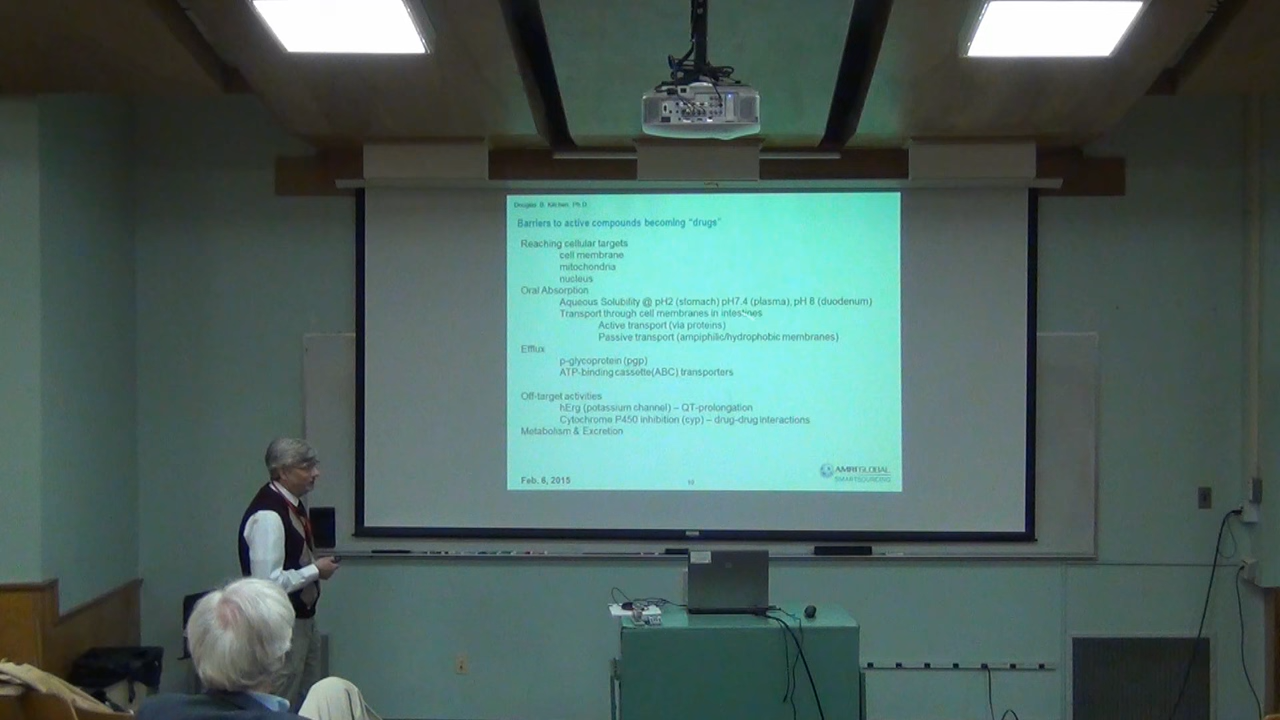 Douglas B. Kitchen, Ph.D.
Barriers to active compounds becoming "drugs"
Reaching cellular targets
cell membrane
mitochondria
nucleus
Oral Absorption
Aqueous Solubility @ pH2 (stomach) pH7.4 (plasma), pH 8 (duodenum)
Transport through cell membranes in intestines
Active transport (via proteins)
Passive transport (ampiphilic/hydrophobic membranes)
Efflux
p-glycoprotein (pgp)
ATP-binding cassette(ABC) transporters
Off-target activities
hErg (potassium channel) – QT-prolongation
Cytochrome P450 inhibition (cyp) – drug-drug interactions
Metabolism & Excretion
AMRI GLOBAL
SMARTSOURCING
Feb. 6, 2015